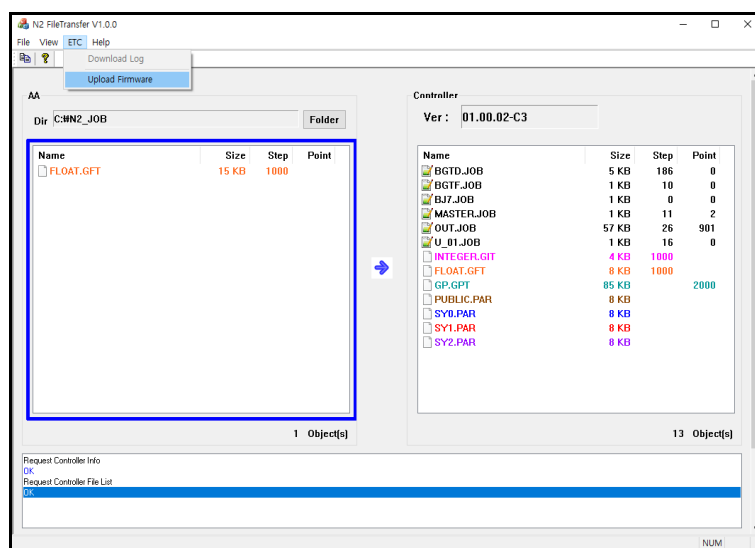 N2 FileTransfer V1.0.0
File View ETC Help
Download Log
Upload Firmware
AA
Dir C:₩N2_JOB Folder
Name Size Step Point
FLOAT.GFT 15 KB 1000
1 Object(s)
Controller
Ver : 01.00.02-C3
Name Size Step Point
BGTD.JOB 5 KB 186 0
BGTF.JOB 1 KB 10 0
BJ7.JOB 1 KB 0 0
MASTER.JOB 1 KB 11 2
OUT.JOB 57 KB 26 901
U_01.JOB 1 KB 16 0
INTEGER.GIT 4 KB 1000
FLOAT.GFT 8 KB 1000
GP.GPT 85 KB 2000
PUBLIC.PAR 8 KB
SY0.PAR 8 KB
SY1.PAR 8 KB
SY2.PAR 8 KB
13 Object(s)
Request Controller Info
OK
Request Controller File List
OK
NUM